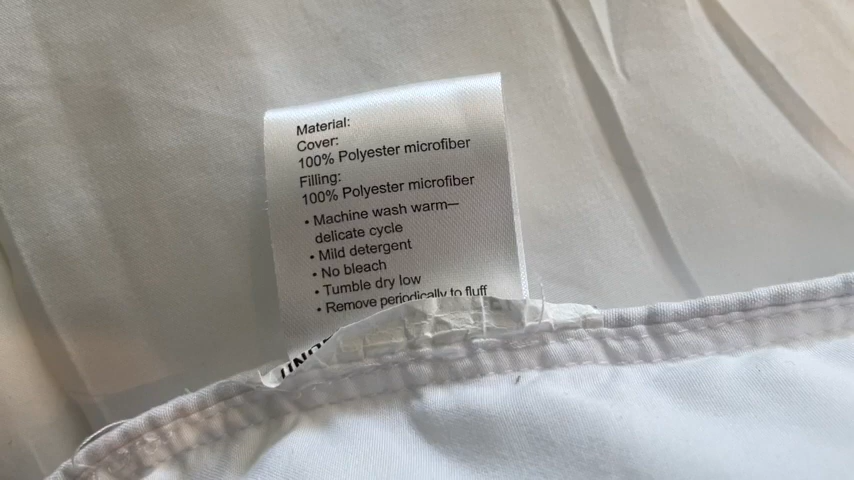 Material:
Cover:
100% Polyester microfiber
Filling:
100% Polyester microfiber
• Machine wash warm—
delicate cycle
• Mild detergent
• No bleach
• Tumble dry low
• Remove periodically to fluff